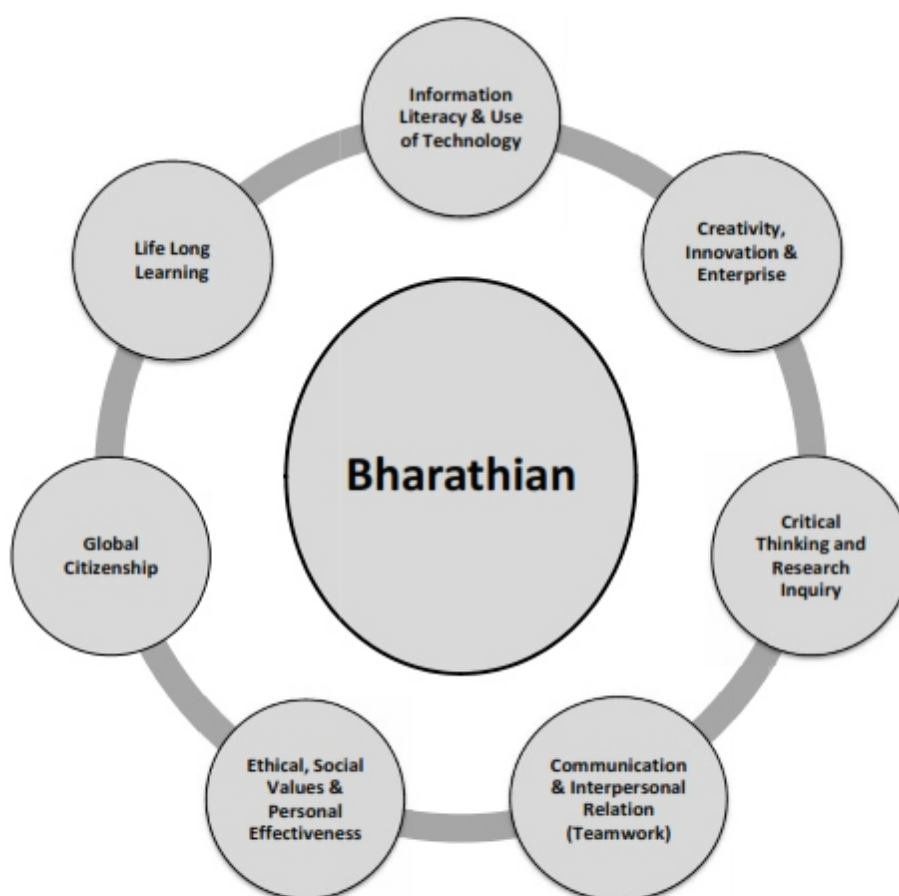 Information
Literacy & Use
of Technology
Creativity,
Innovation &
Enterprise
Critical
Thinking and
Research
Inquiry
Communication
& Interpersonal
Relation
(Teamwork)
Ethical, Social
Values &
Personal
Effectiveness
Global
Citizenship
Life Long
Learning
Bharathian